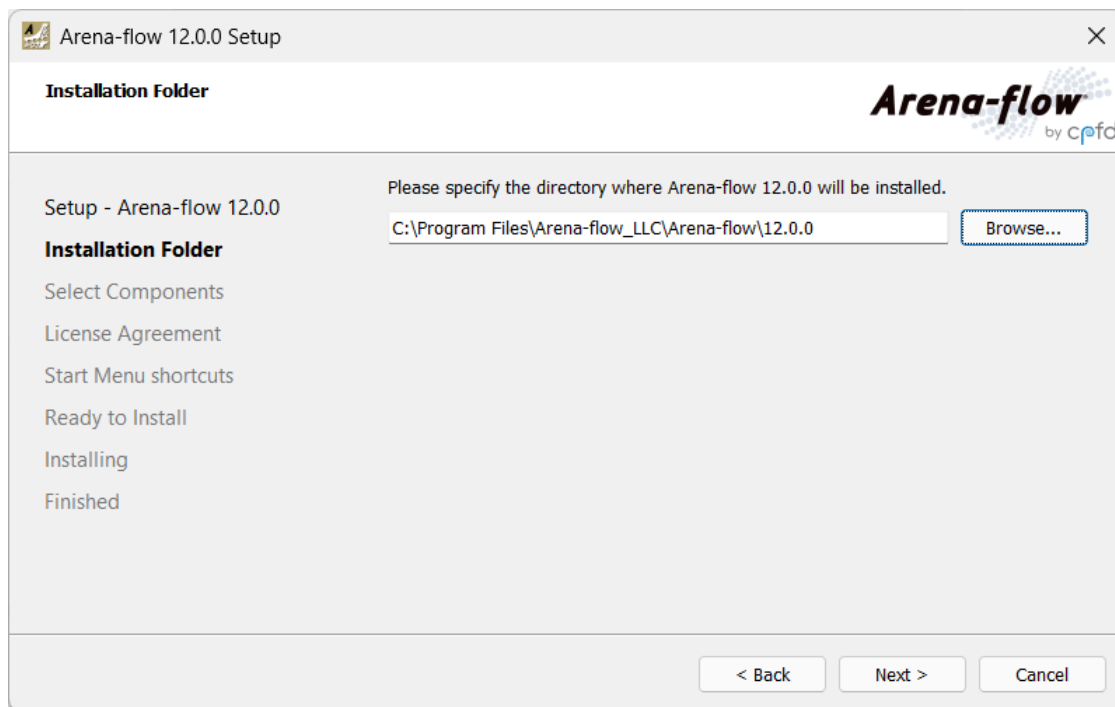 Arena-flow 12.0.0 Setup
Installation Folder
Arena-flow
by cpfd
Setup - Arena-flow 12.0.0
Installation Folder
Select Components
License Agreement
Start Menu shortcuts
Ready to Install
Installing
Finished
Please specify the directory where Arena-flow 12.0.0 will be installed.
C:\Program Files\Arena-flow_LLC\Arena-flow\12.0.0
Browse...
< Back
Next >
Cancel